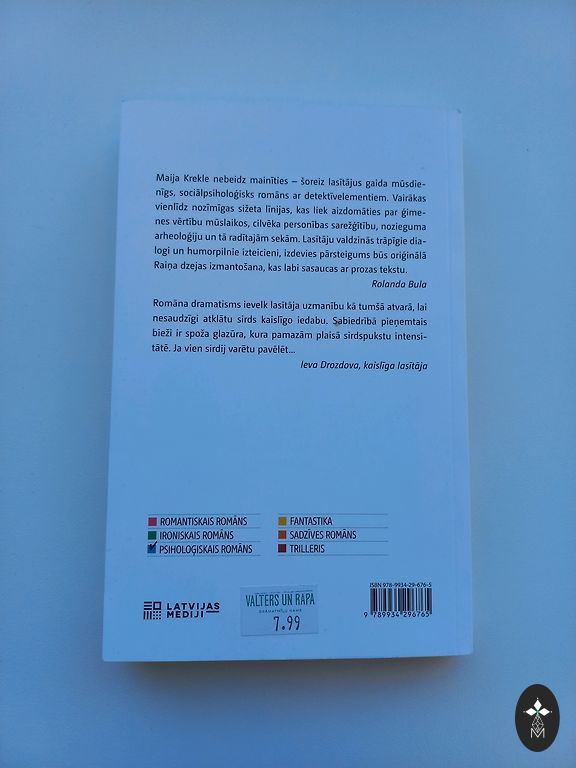 Maija Krekle nebeidz mainīties – šoreiz lasītājus gaida mūsdie-
nīgs, sociālpsiholoģisks romāns ar detektīvelementiem. Vairākas
vienlīdz nozīmīgas sižeta līnijas, kas liek aizdomāties par ģime-
nes vērtību mūslaikos, cilvēka personības sarežģītību, nozieguma
arheoloģiju un tā radītajām sekām. Lasītāju valdzinās trāpīgie dia-
logi un humorpilnie izteicieni, izdevies pārsteigums būs oriģinālā
Raiņa dzejas izmantošana, kas labi sasaucas ar prozas tekstu.
Rolanda Bula
Romāna dramatisms ievelk lasītāja uzmanību kā tumšā atvarā, lai
nesaudzīgi atklātu sirds kaislīgo iedabu. Sabiedrībā pieņemtais
bieži ir spoža glazūra, kura pamazām plaisā sirdspukstu intensi-
tātē. Ja vien sirdij varētu pavēlēt...
Ieva Drozdova, kaislīga lasītāja
ROMANTISKAIS ROMĀNS
FANTASTIKA
IRONISKAIS ROMĀNS
SADZĪVES ROMĀNS
PSIHOLOĢISKAIS ROMĀNS
TRILLERIS
LATVIJAS
MEDIJI
VALTERS UN RAPA
GRĀMATMĪĻU NAMS
7.99
ISBN 978-9934-29-676-5
9 789934 296765
M